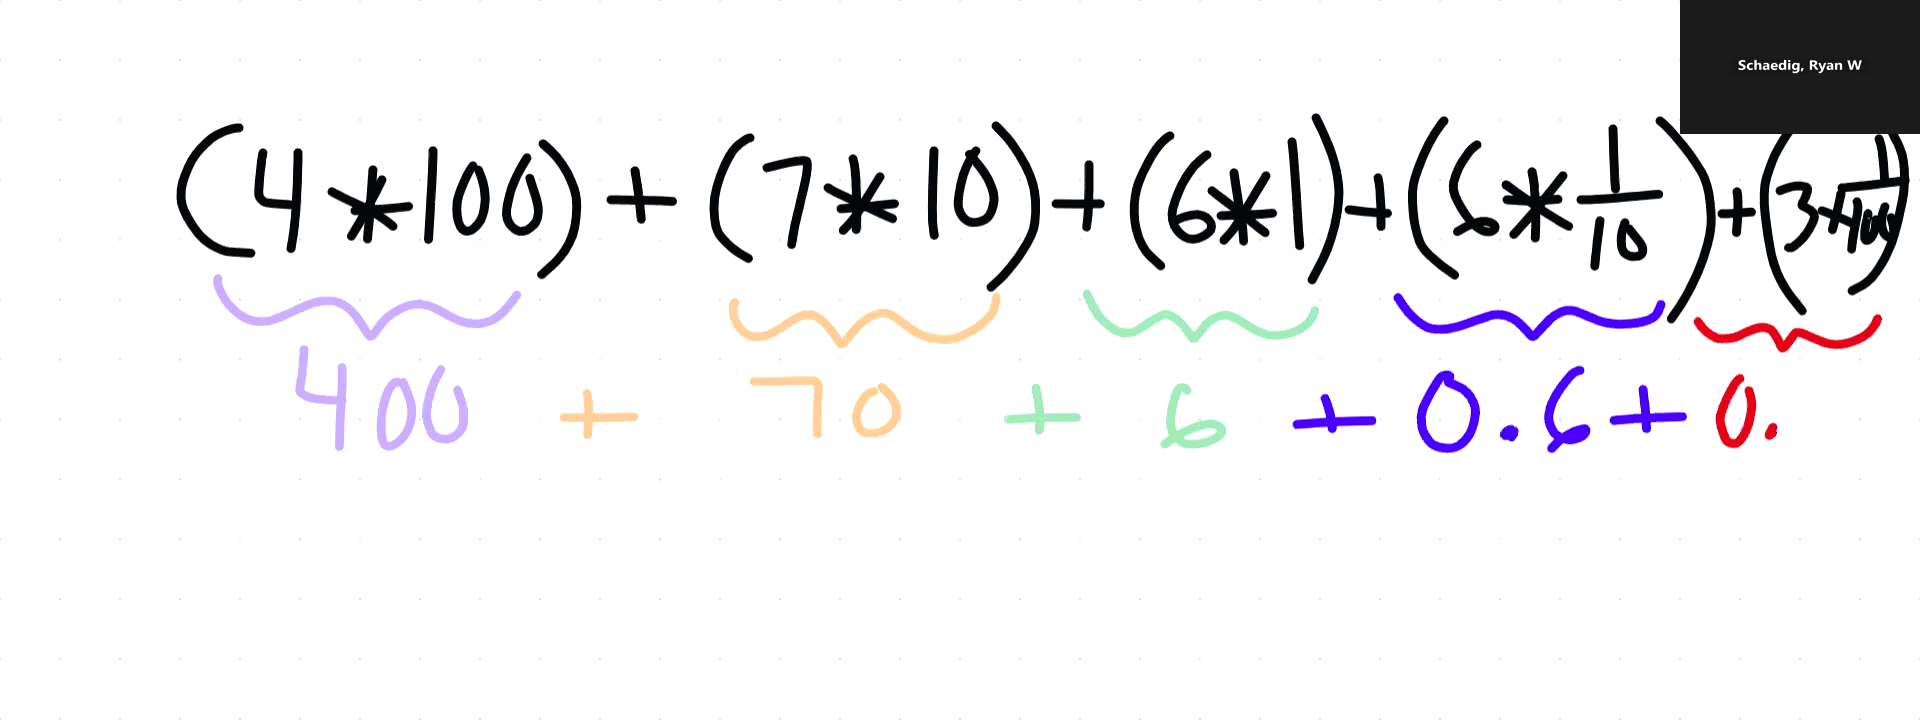 Schaedig, Ryan W
(4*100) + (7*10) + (6*1) + (6*1/10) + (3*1/100)
400 + 70 + 6 + 0.6 + 0.